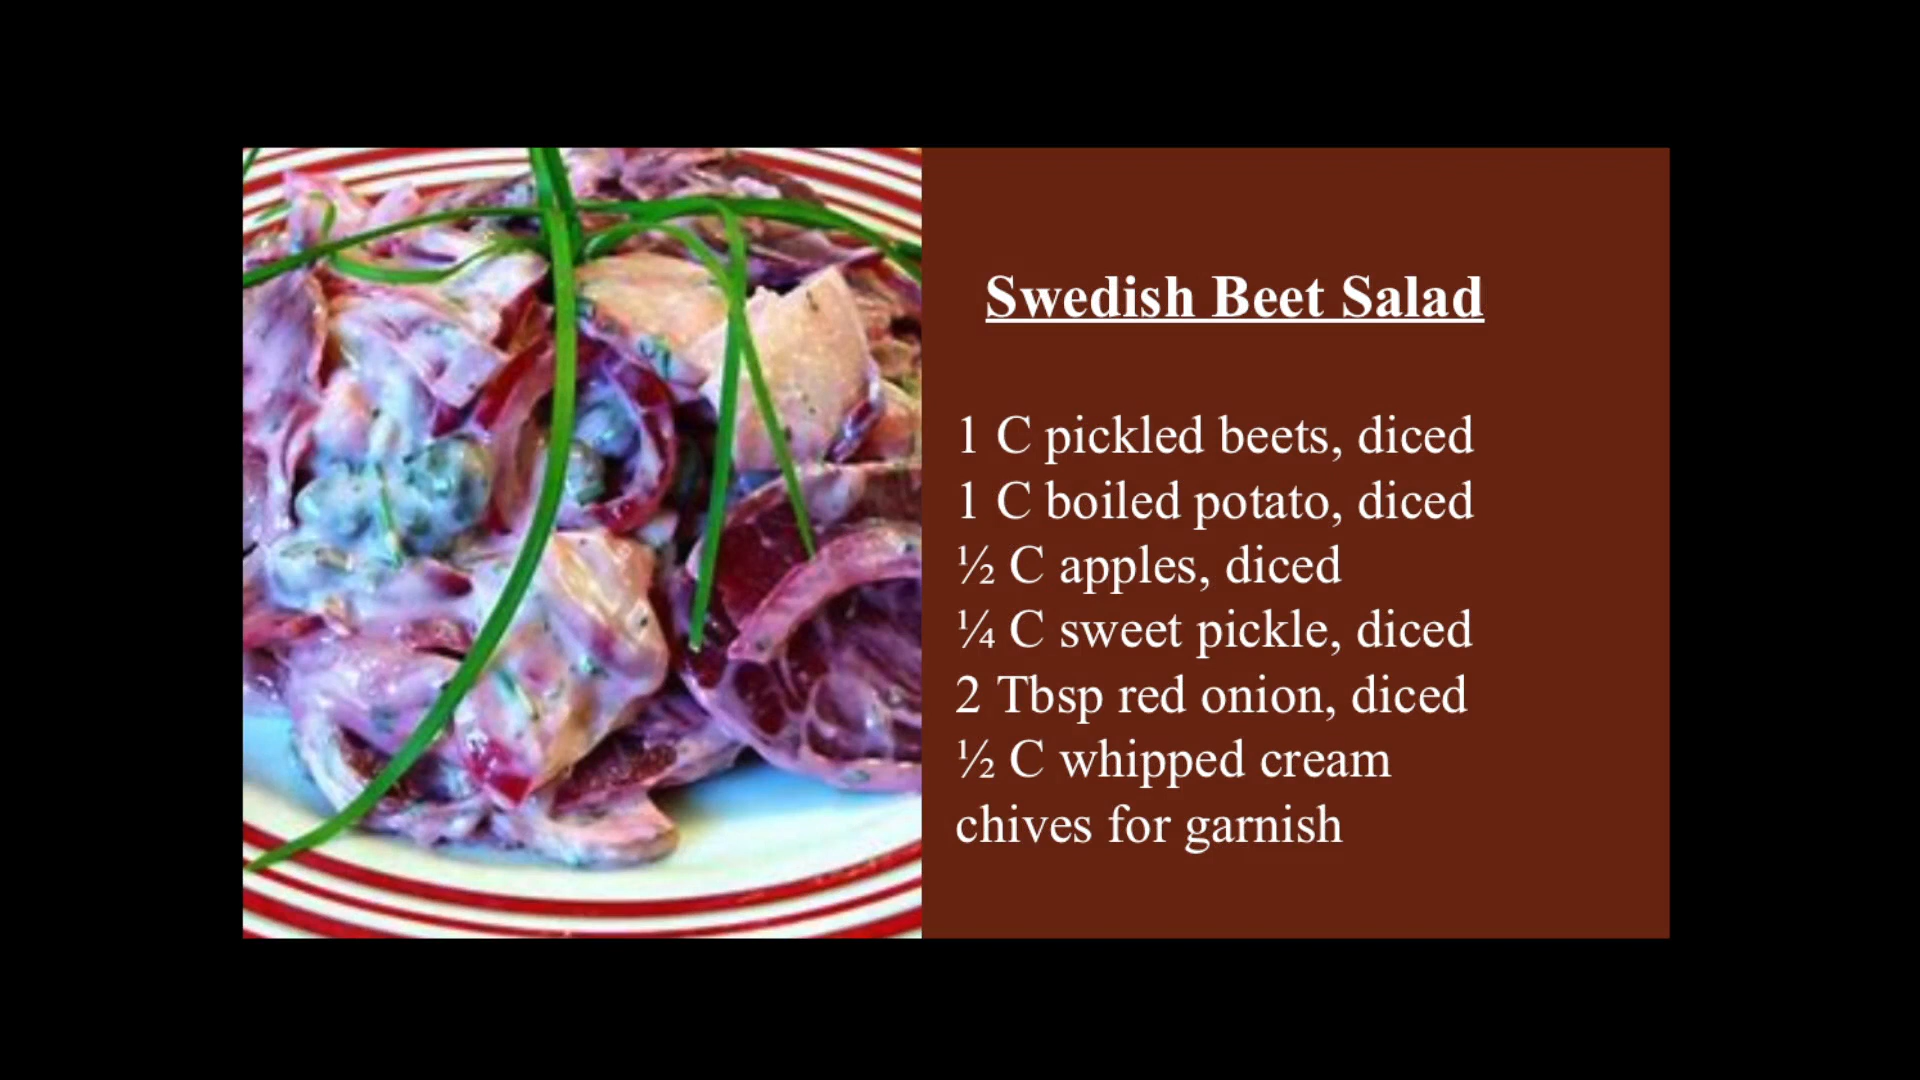 Swedish Beet Salad
1 C pickled beets, diced
1 C boiled potato, diced
½ C apples, diced
¼ C sweet pickle, diced
2 Tbsp red onion, diced
½ C whipped cream
chives for garnish